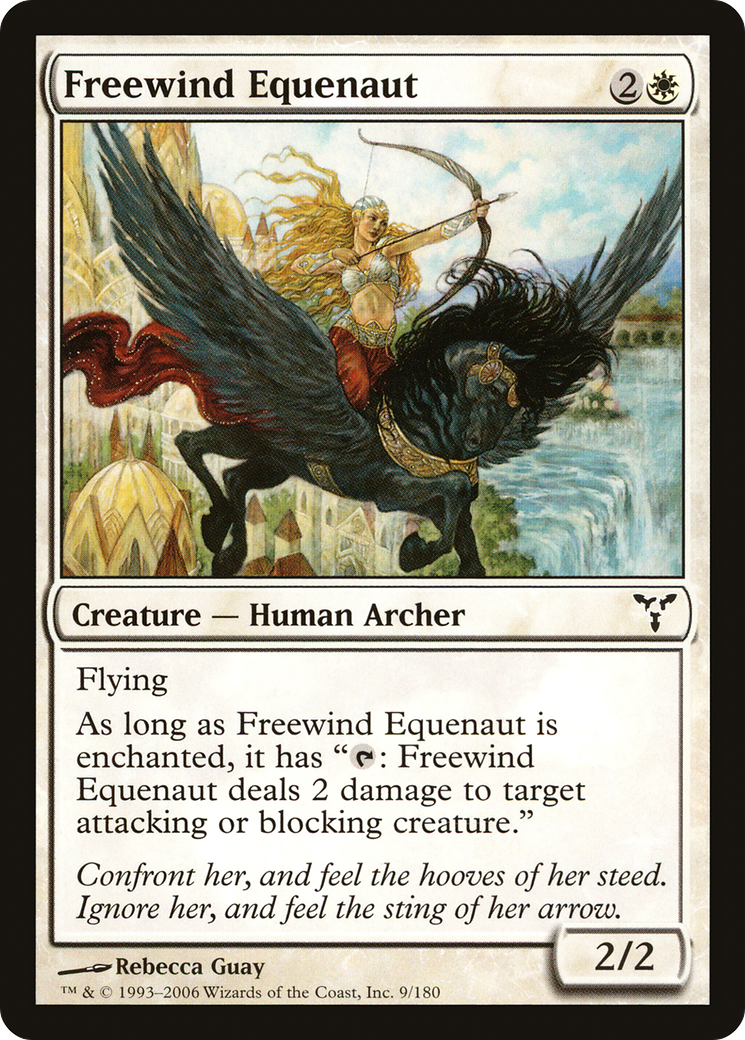 Freewind Equenaut 2
Creature — Human Archer
Flying
As long as Freewind Equenaut is
enchanted, it has “: Freewind
Equenaut deals 2 damage to target
attacking or blocking creature.”
Confront her, and feel the hooves of her steed.
Ignore her, and feel the sting of her arrow.
2/2
Rebecca Guay
™ & © 1993–2006 Wizards of the Coast, Inc. 9/180